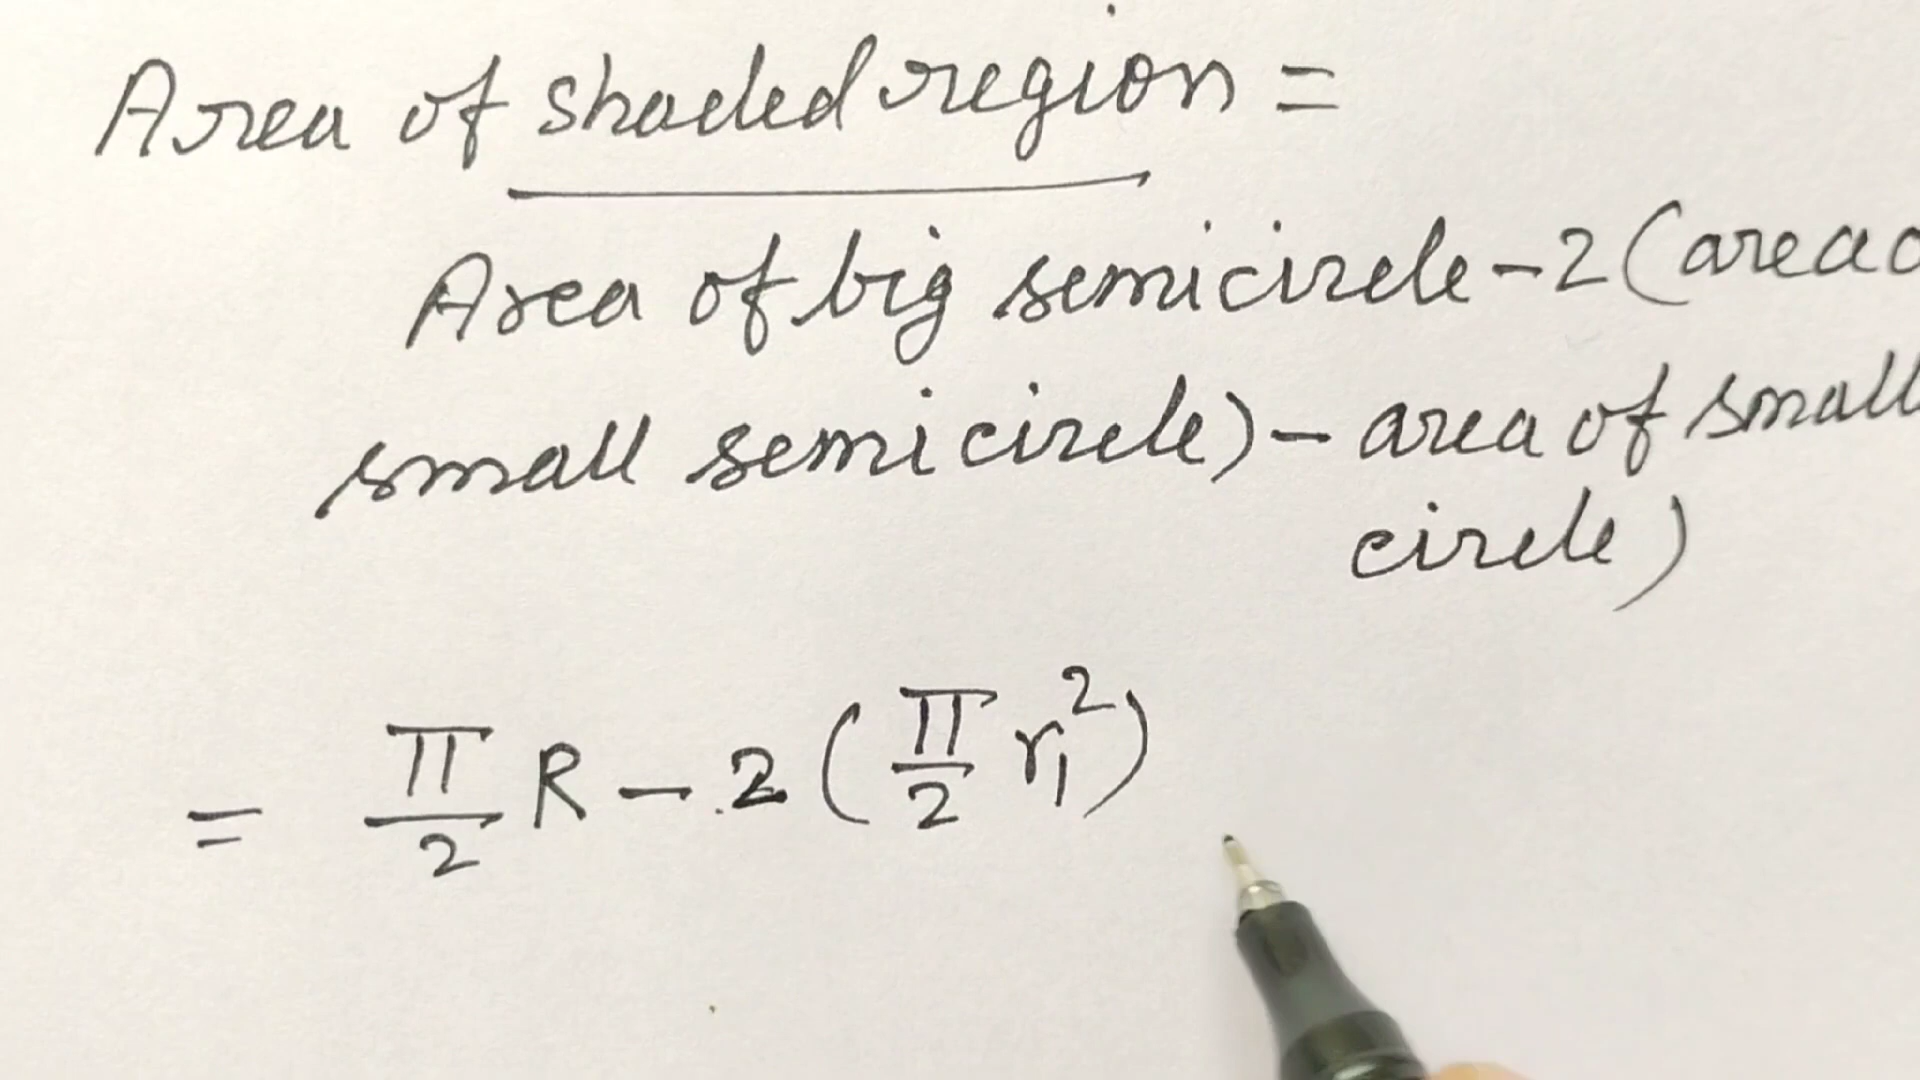 Area of shaded region =
Area of big semicircle - 2 (area o
small semicircle) - area of small
circle)
= π/2 R - 2 (π/2 r₁²)